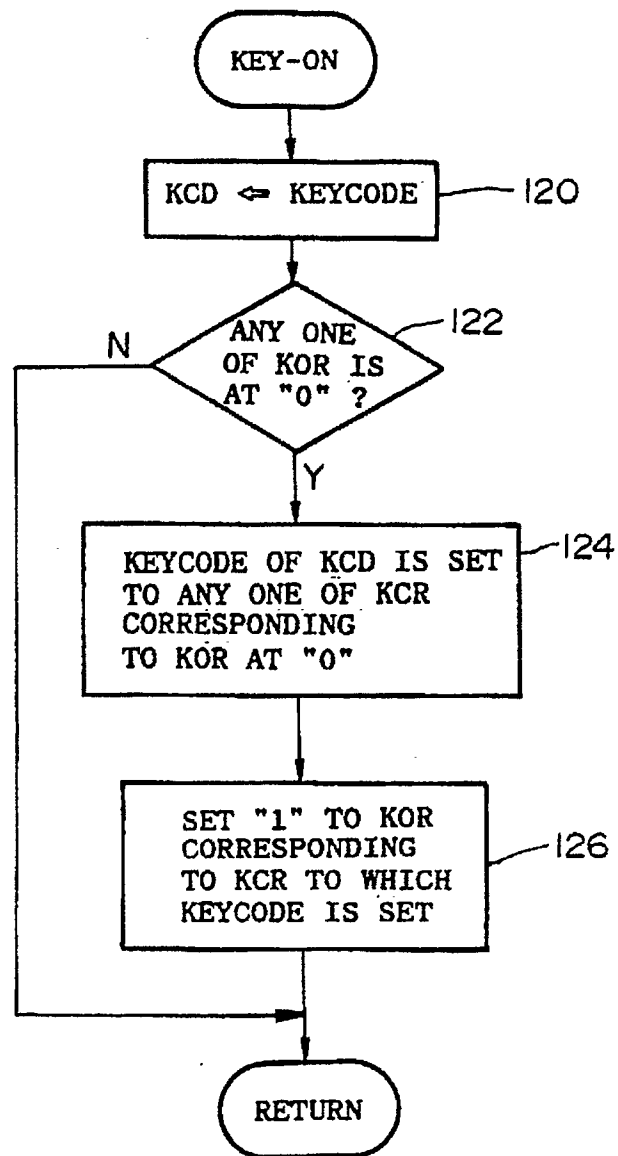 KEY-ON
KCD ⇐ KEYCODE
120
ANY ONE
OF KOR IS
AT "0" ?
122
N
Y
KEYCODE OF KCD IS SET
TO ANY ONE OF KCR
CORRESPONDING
TO KOR AT "0"
124
SET "1" TO KOR
CORRESPONDING
TO KCR TO WHICH
KEYCODE IS SET
126
RETURN